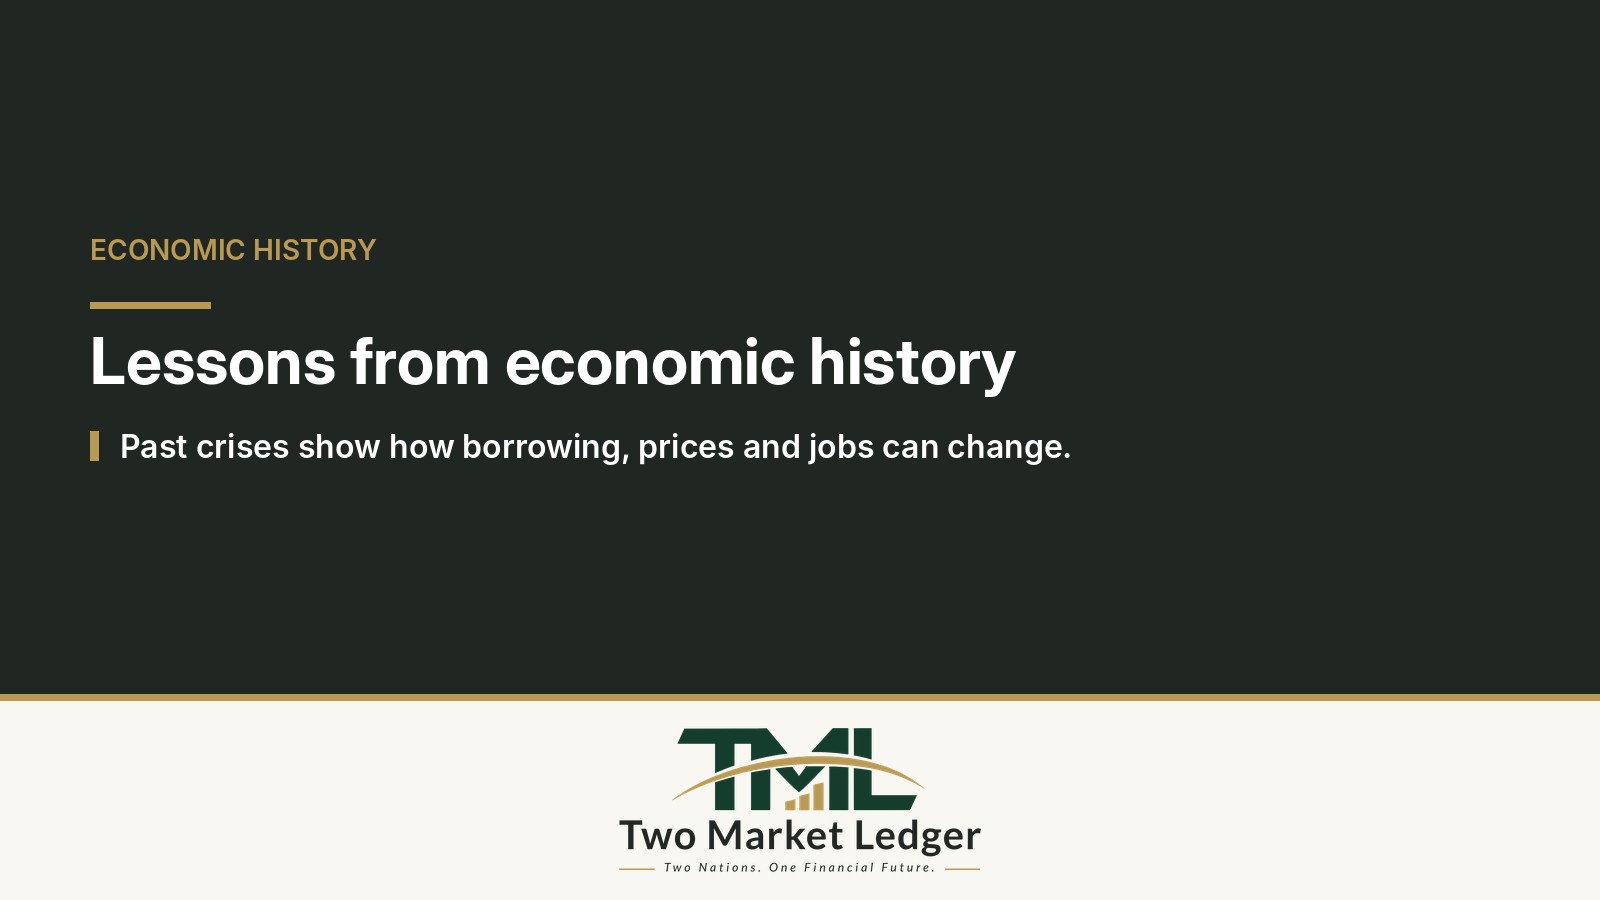 ECONOMIC HISTORY
Lessons from economic history
Past crises show how borrowing, prices and jobs can change.
TML
Two Market Ledger
Two Nations. One Financial Future.